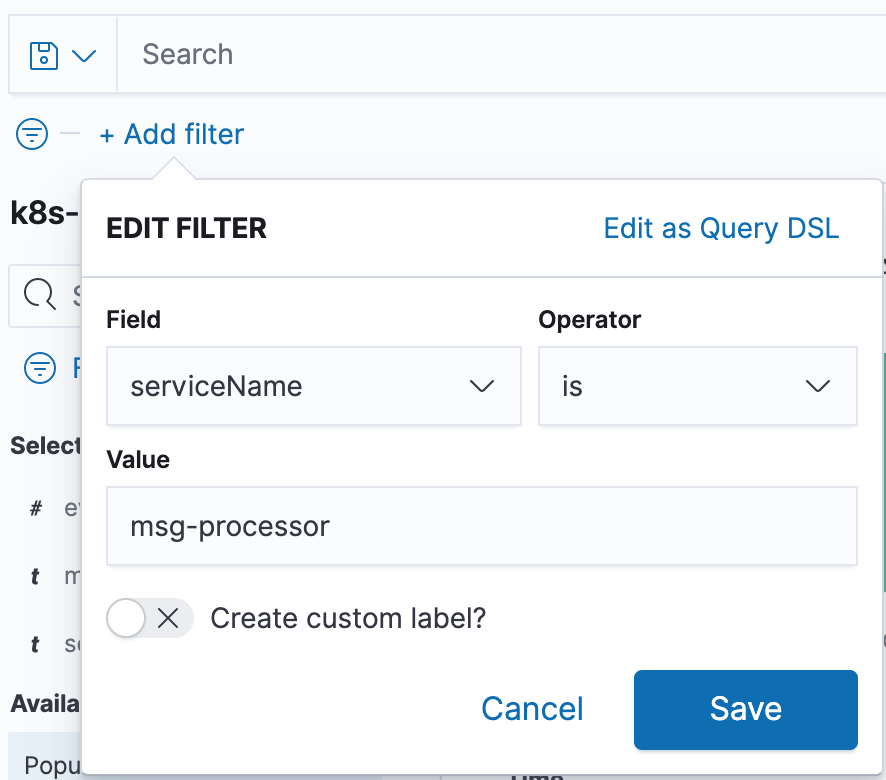 Search
+ Add filter
k8s-
EDIT FILTER
Edit as Query DSL
Field
Operator
serviceName
is
Value
Select
msg-processor
#
t
Create custom label?
t
Availa
Cancel
Save
Popu